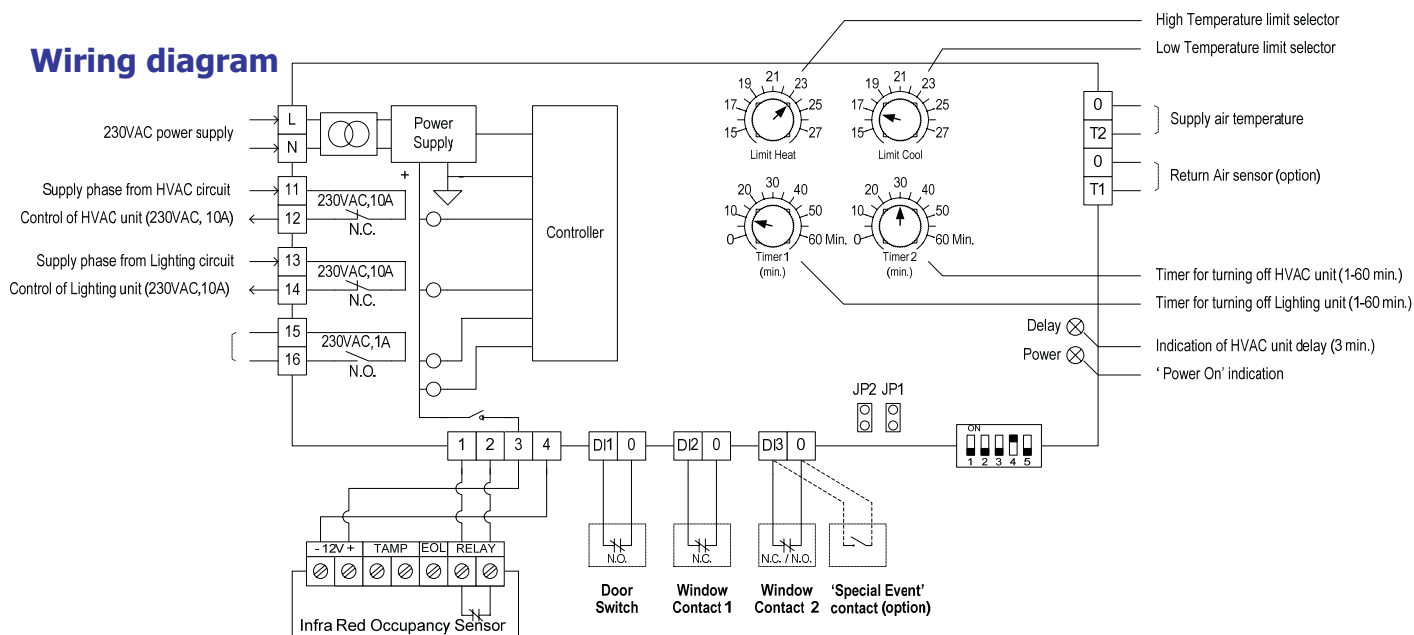 Wiring diagram
High Temperature limit selector
Low Temperature limit selector
230VAC power supply
L
N
Power
Supply
+
Controller
Supply phase from HVAC circuit
11
230VAC,10A
Control of HVAC unit (230VAC, 10A)
12
N.C.
Supply phase from Lighting circuit
13
230VAC,10A
Control of Lighting unit (230VAC,10A)
14
N.C.
15
230VAC,1A
16
N.O.
15 17 19 21 23 25 27
Limit Heat
15 17 19 21 23 25 27
Limit Cool
0 10 20 30 40 50 60 Min.
Timer 1
(min.)
0 10 20 30 40 50 60 Min.
Timer 2
(min.)
0
T2
Supply air temperature
0
T1
Return Air sensor (option)
Timer for turning off HVAC unit (1-60 min.)
Timer for turning off Lighting unit (1-60 min.)
Delay
Indication of HVAC unit delay (3 min.)
Power
' Power On' indication
JP2 JP1
ON
1 2 3 4 5
1 2 3 4
DI1 0
DI2 0
DI3 0
- 12V + TAMP EOL RELAY
Infra Red Occupancy Sensor
N.O.
Door
Switch
N.C.
Window
Contact 1
N.C. / N.O.
Window
Contact 2
'Special Event'
contact (option)